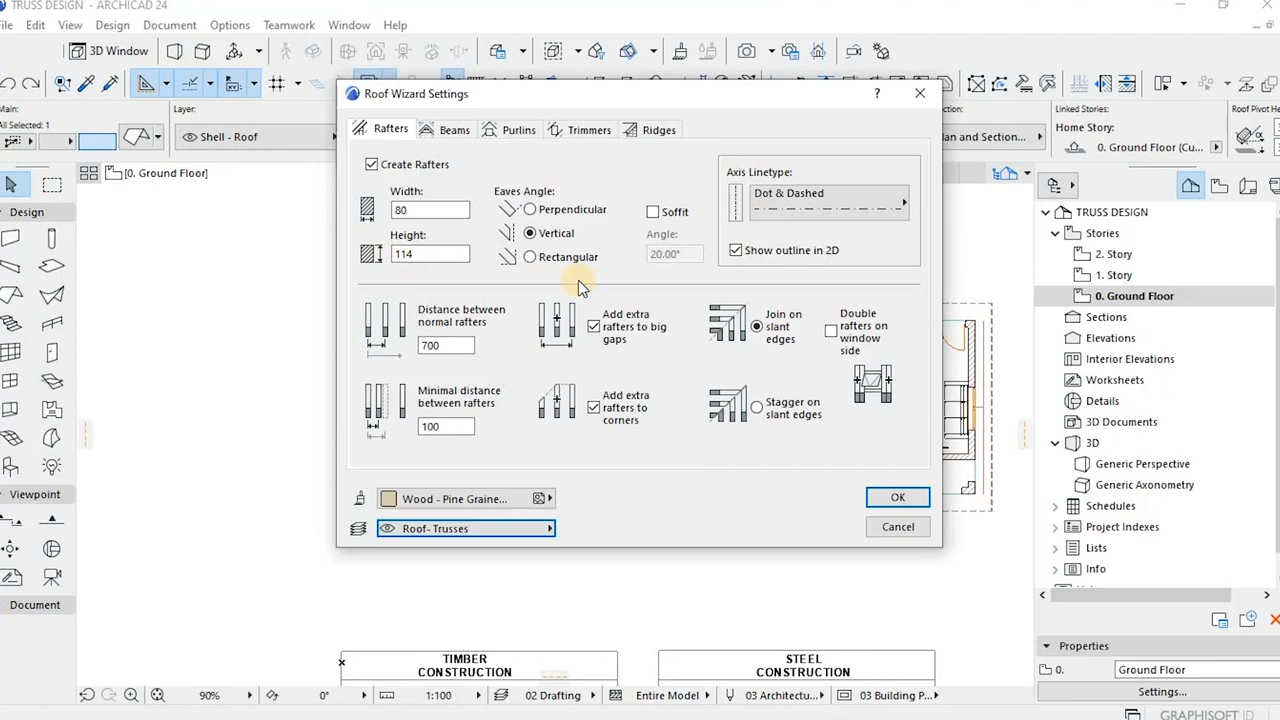 TRUSS DESIGN - ARCHICAD 24
File Edit View Design Document Options Teamwork Window Help
3D Window
Main:
All Selected: 1
Layer:
Shell - Roof
Plan and Section...
Linked Stories:
Home Story:
0. Ground Floor (Cu...
Roof Pivot
[0. Ground Floor]
Design
Viewpoint
Document
Roof Wizard Settings
?
Rafters Beams Purlins Trimmers Ridges
Create Rafters
Width:
80
Height:
114
Eaves Angle:
Perpendicular
Vertical
Rectangular
Soffit
Angle:
20.00°
Axis Linetype:
Dot & Dashed
Show outline in 2D
Distance between
normal rafters
700
Add extra
rafters to big
gaps
Join on
slant
edges
Double
rafters on
window
side
Minimal distance
between rafters
100
Add extra
rafters to
corners
Stagger on
slant edges
Wood - Pine Graine...
Roof- Trusses
OK
Cancel
TRUSS DESIGN
Stories
2. Story
1. Story
0. Ground Floor
Sections
Elevations
Interior Elevations
Worksheets
Details
3D Documents
3D
Generic Perspective
Generic Axonometry
Schedules
Project Indexes
Lists
Info
Properties
0.
Ground Floor
Settings...
TIMBER
CONSTRUCTION
STEEL
CONSTRUCTION
90%
0°
1:100
02 Drafting
Entire Model
03 Architectu...
03 Building P...
GRAPHISOFT ID